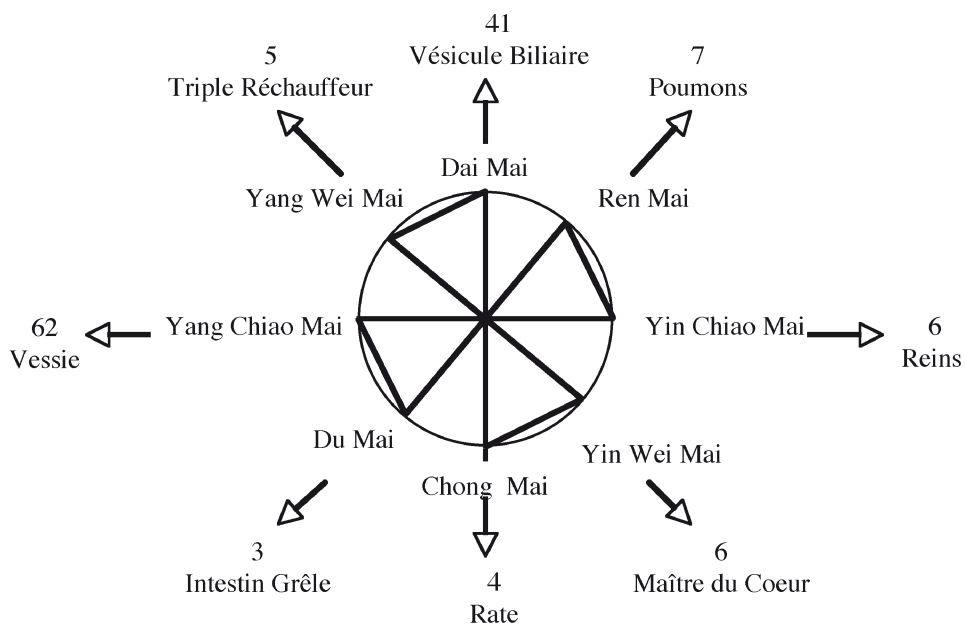 41
Vésicule Biliaire
5
Triple Réchauffeur
7
Poumons
Dai Mai
Yang Wei Mai
Ren Mai
62
Vessie
Yang Chiao Mai
Yin Chiao Mai
6
Reins
Du Mai
Yin Wei Mai
Chong Mai
3
Intestin Grêle
4
Rate
6
Maître du Coeur